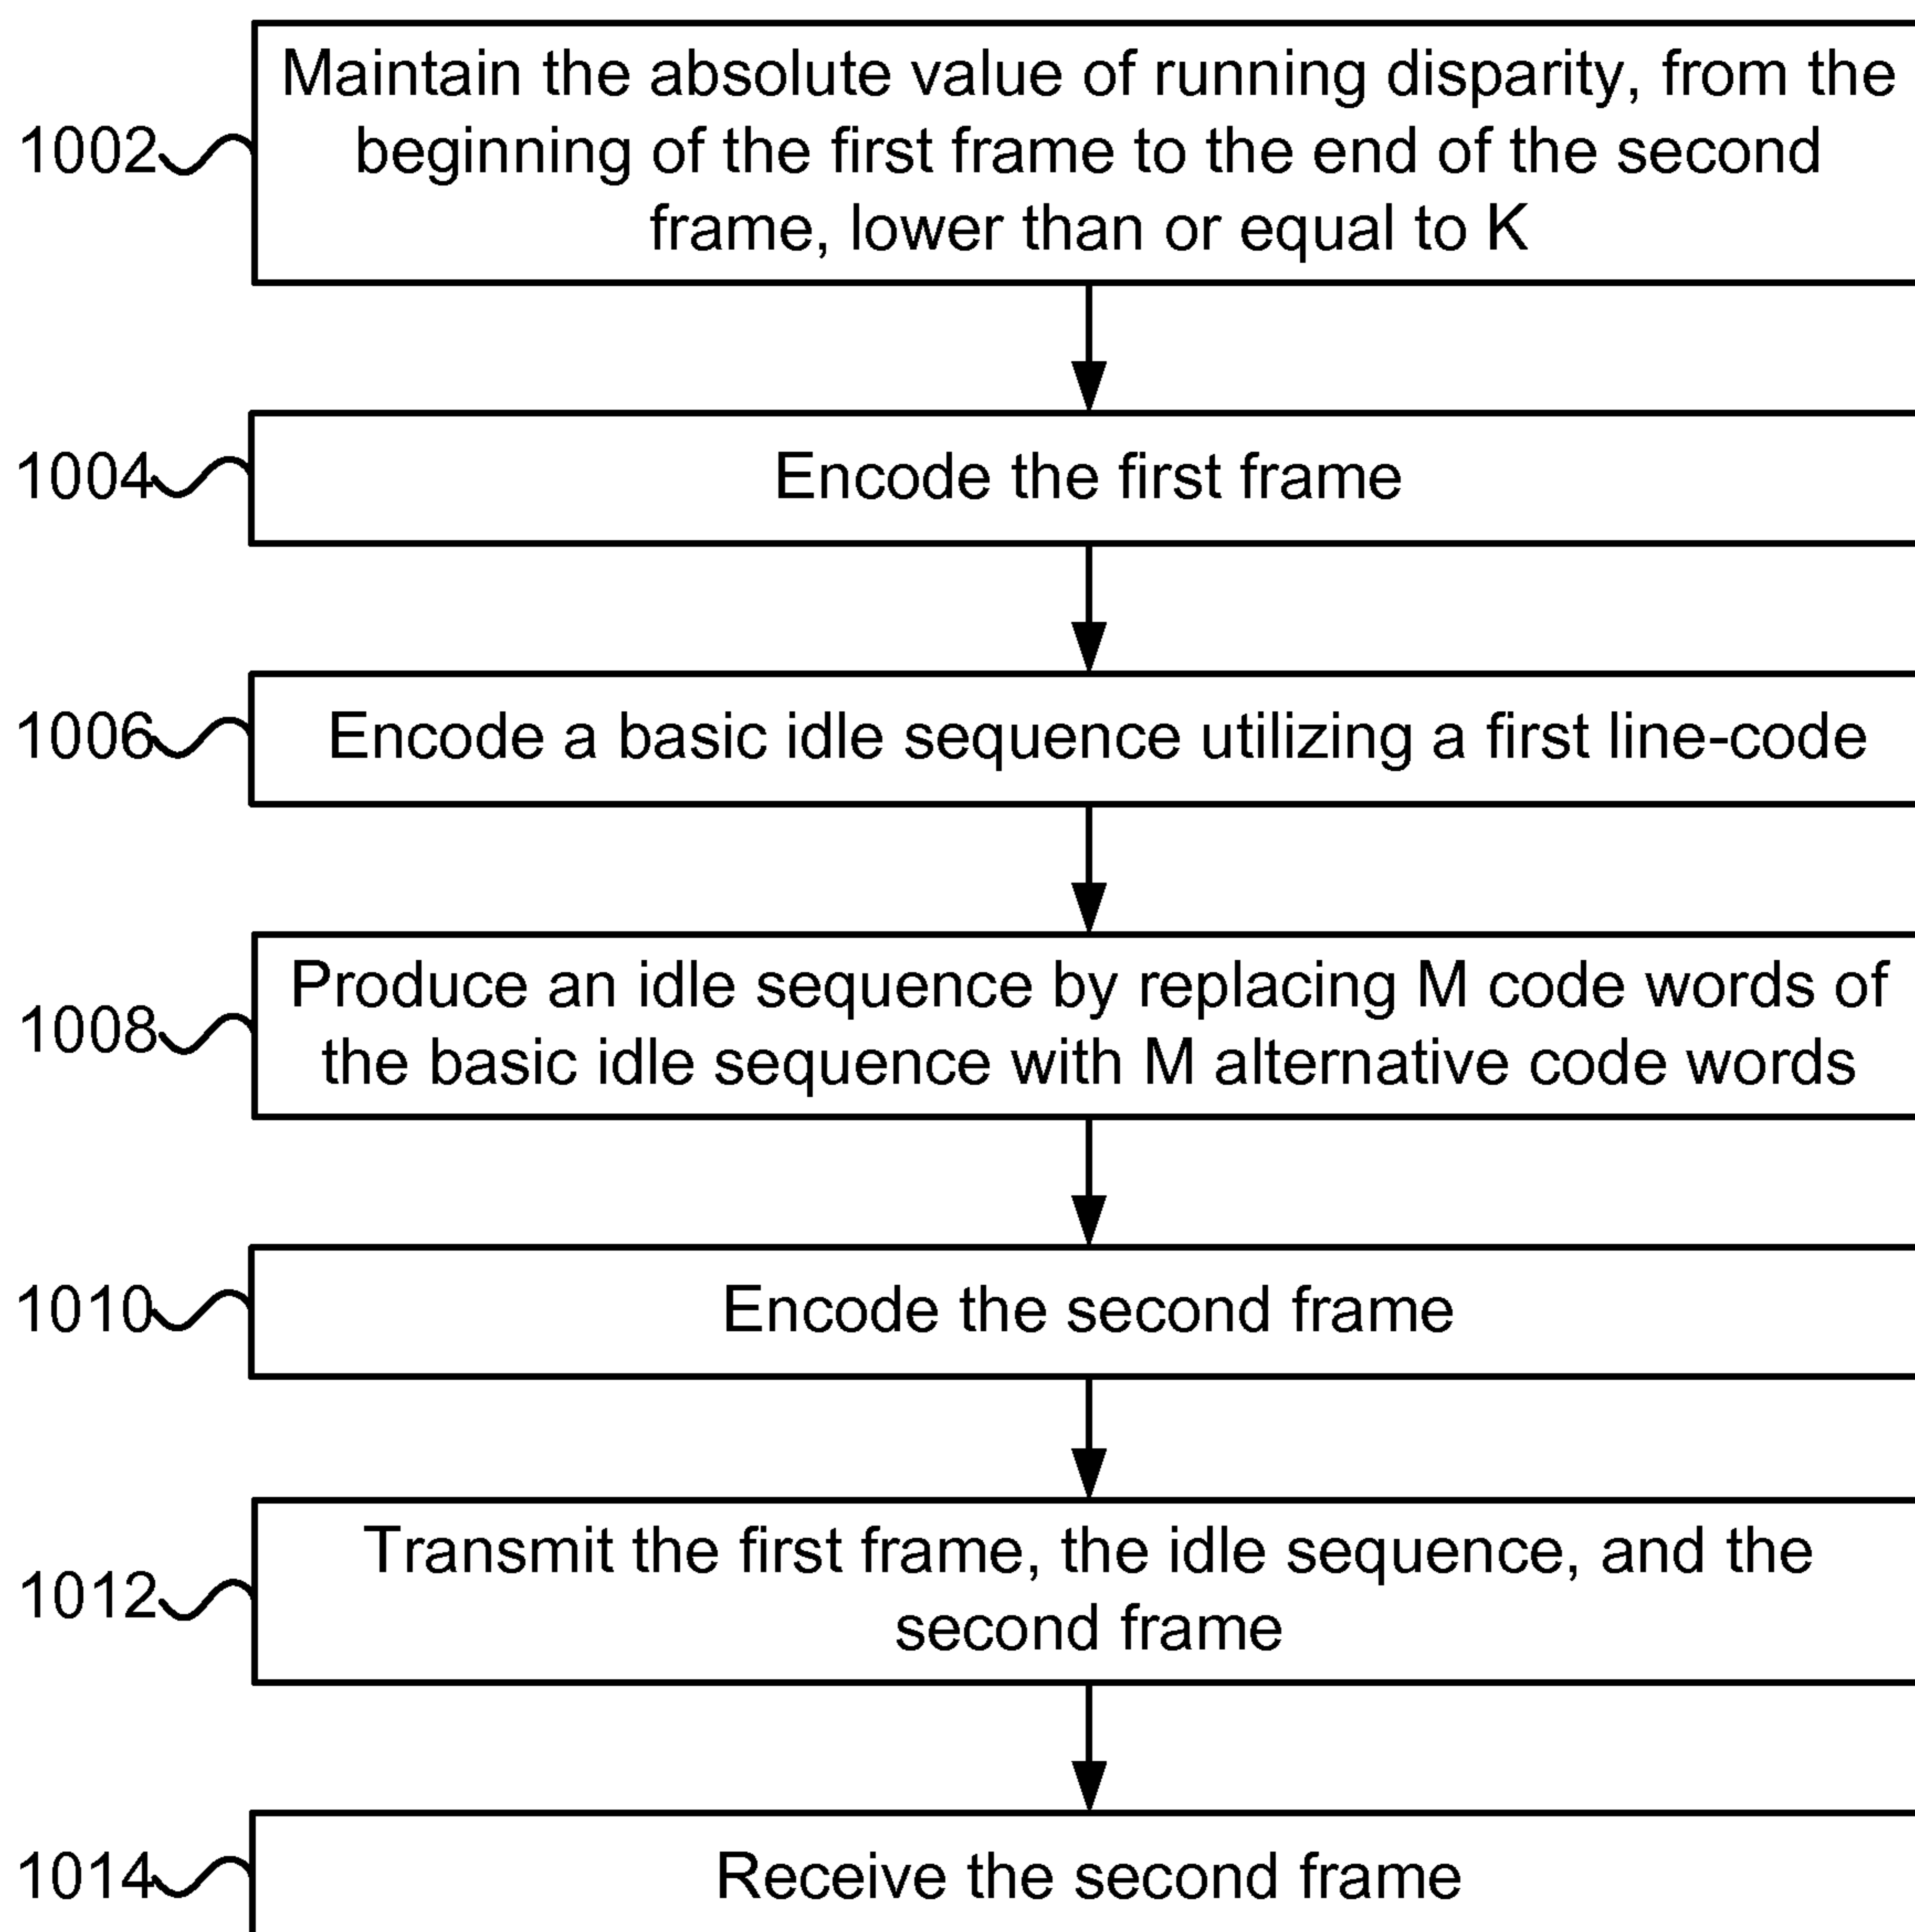 Maintain the absolute value of running disparity, from the
1002
beginning of the first frame to the end of the second
frame, lower than or equal to K
1004
Encode the first frame
1006
Encode a basic idle sequence utilizing a first line-code
Produce an idle sequence by replacing M code words of
1008
the basic idle sequence with M alternative code words
1010
Encode the second frame
Transmit the first frame, the idle sequence, and the
1012
second frame
1014
Receive the second frame